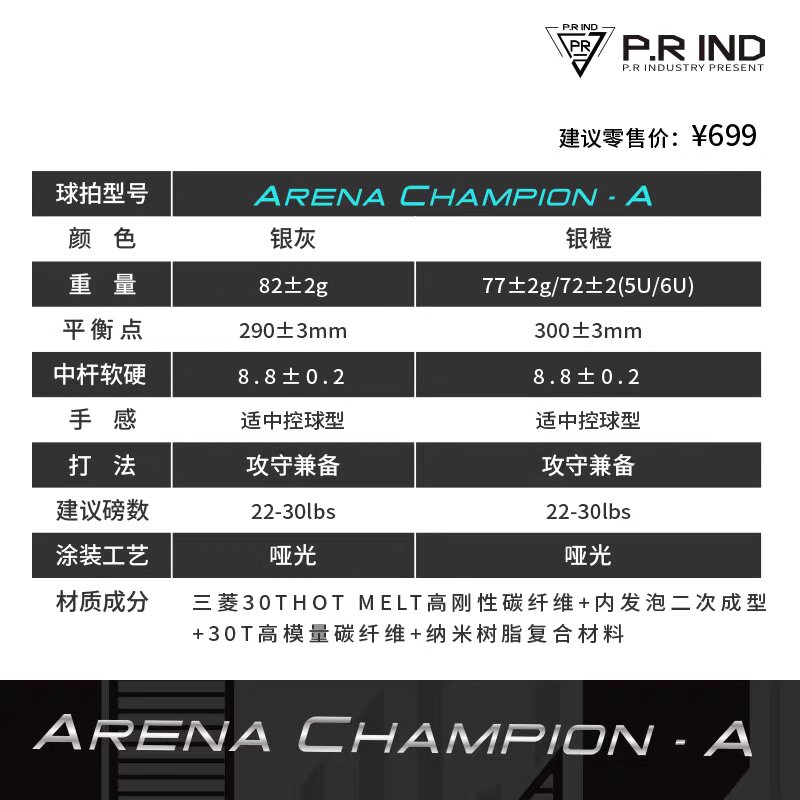 P.R IND
PR
P.R IND
P.R INDUSTRY PRESENT
建议零售价：¥699
球拍型号 ARENA CHAMPION - A
颜 色 银灰 银橙
重 量 82±2g 77±2g/72±2(5U/6U)
平衡点 290±3mm 300±3mm
中杆软硬 8.8±0.2 8.8±0.2
手 感 适中控球型 适中控球型
打 法 攻守兼备 攻守兼备
建议磅数 22-30lbs 22-30lbs
涂装工艺 哑光 哑光
材质成分 三菱30THOT MELT高刚性碳纤维+内发泡二次成型
+30T高模量碳纤维+纳米树脂复合材料
ARENA CHAMPION - A